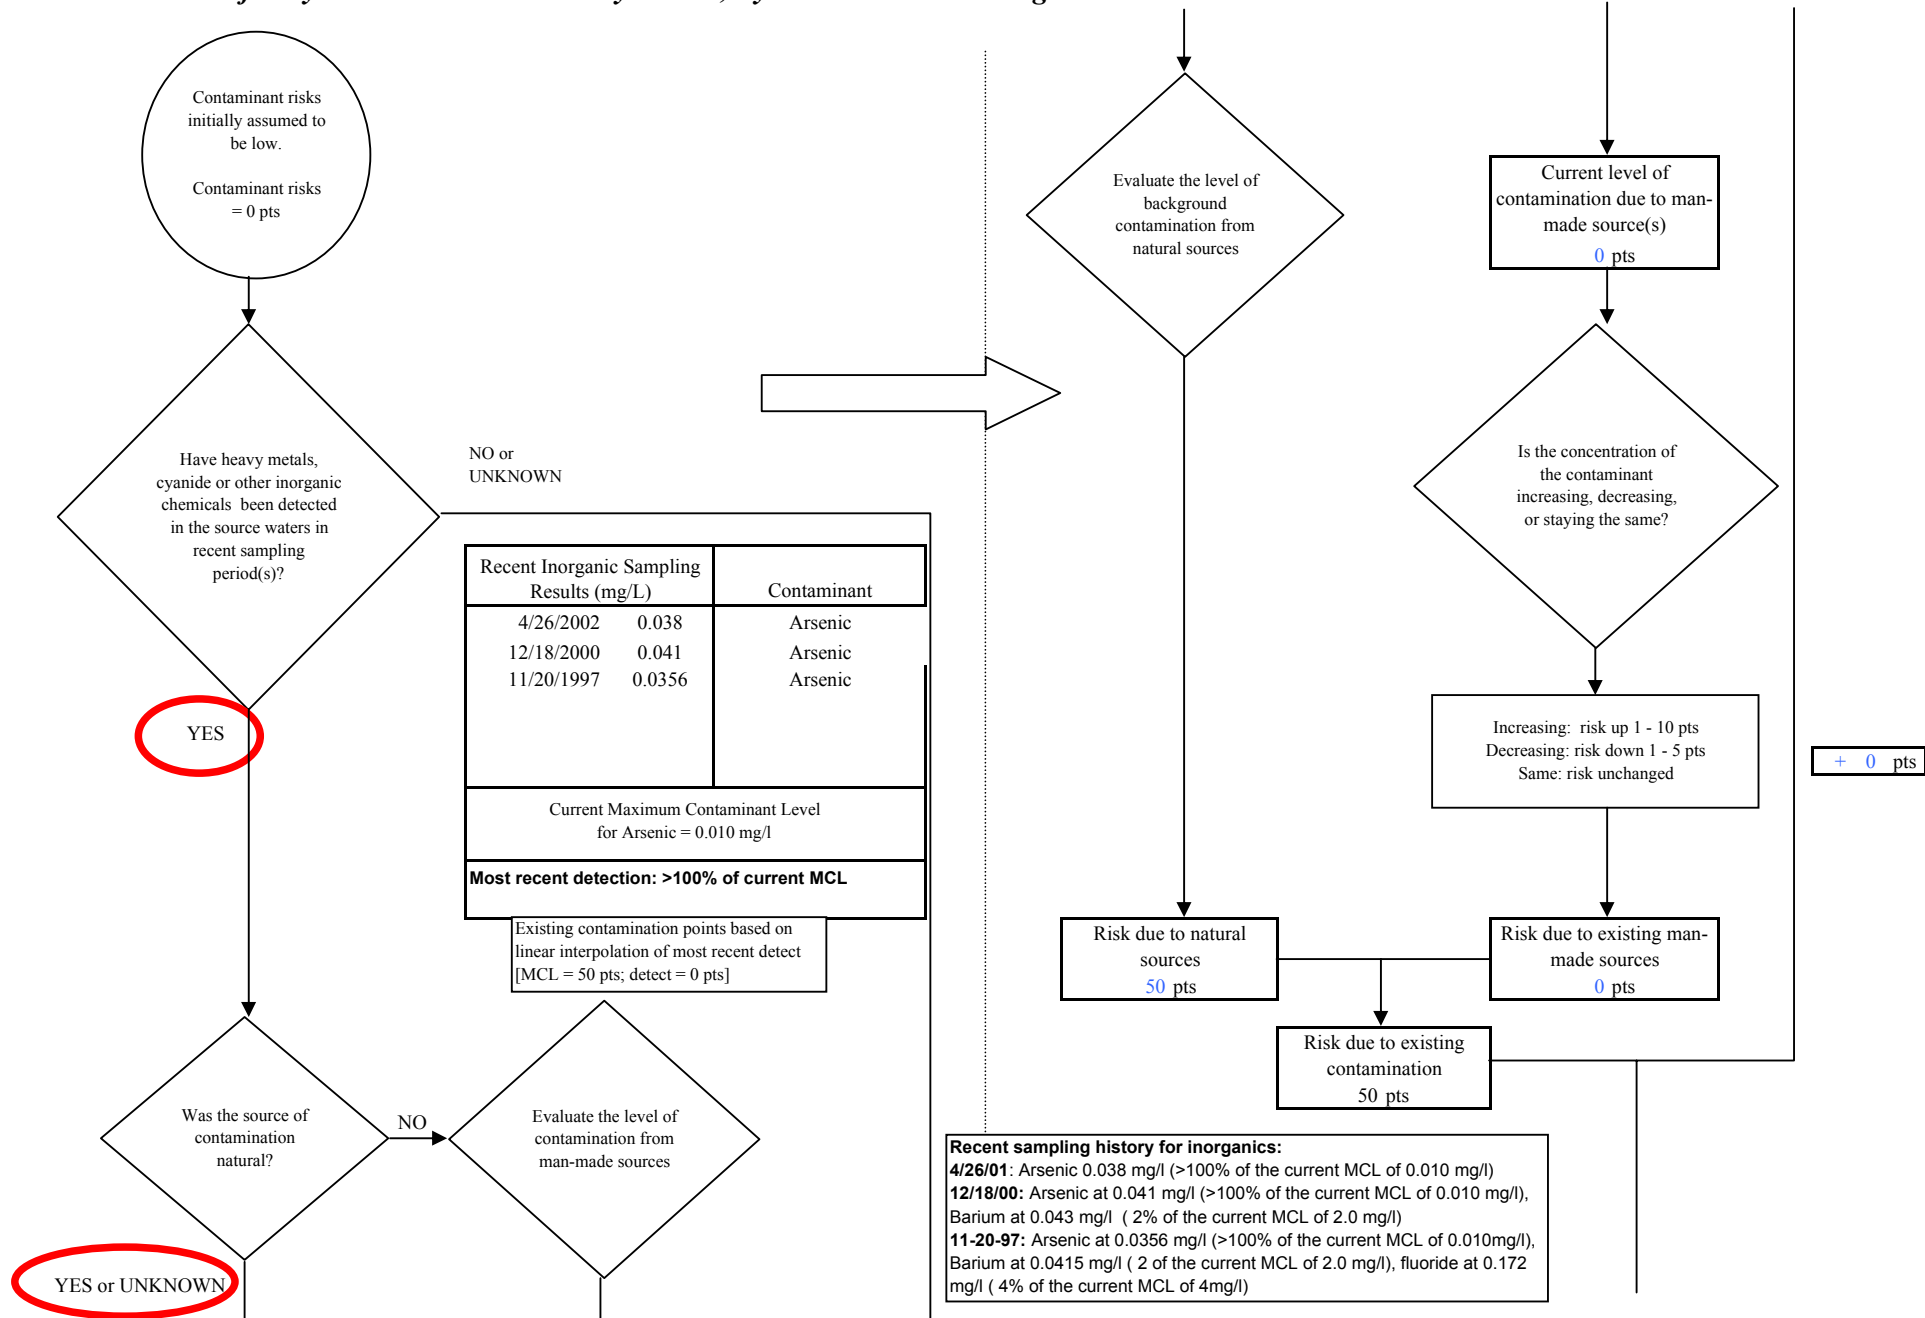 Contaminant risks
initially assumed to
be low.
Contaminant risks
= 0 pts
Have heavy metals,
cyanide or other inorganic
chemicals been detected
in the source waters in
recent sampling
period(s)?
NO or
UNKNOWN
YES
Recent Inorganic Sampling
Results (mg/L)
Contaminant
4/26/2002 0.038 Arsenic
12/18/2000 0.041 Arsenic
11/20/1997 0.0356 Arsenic
Current Maximum Contaminant Level
for Arsenic = 0.010 mg/l
Most recent detection: >100% of current MCL
Existing contamination points based on
linear interpolation of most recent detect
[MCL = 50 pts; detect = 0 pts]
Was the source of
contamination
natural?
NO
Evaluate the level of
contamination from
man-made sources
YES or UNKNOWN
Evaluate the level of
background
contamination from
natural sources
Current level of
contamination due to man-
made source(s)
0 pts
Is the concentration of
the contaminant
increasing, decreasing,
or staying the same?
Increasing: risk up 1 - 10 pts
Decreasing: risk down 1 - 5 pts
Same: risk unchanged
+ 0 pts
Risk due to natural
sources
50 pts
Risk due to existing man-
made sources
0 pts
Risk due to existing
contamination
50 pts
Recent sampling history for inorganics:
4/26/01: Arsenic 0.038 mg/l (>100% of the current MCL of 0.010 mg/l)
12/18/00: Arsenic at 0.041 mg/l (>100% of the current MCL of 0.010 mg/l),
Barium at 0.043 mg/l ( 2% of the current MCL of 2.0 mg/l)
11-20-97: Arsenic at 0.0356 mg/l (>100% of the current MCL of 0.010mg/l),
Barium at 0.0415 mg/l ( 2 of the current MCL of 2.0 mg/l), fluoride at 0.172
mg/l ( 4% of the current MCL of 4mg/l)